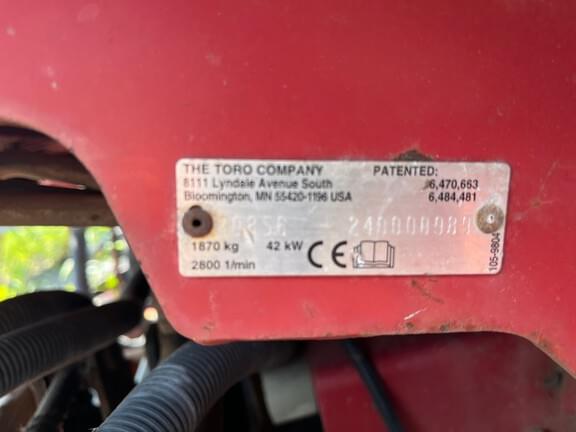 THE TORO COMPANY PATENTED:
8111 Lyndale Avenue South 6,470,663
Bloomington, MN 55420-1196 USA 6,484,481
240000989
1870 kg 42 kW CE
2800 1/min
105-9804